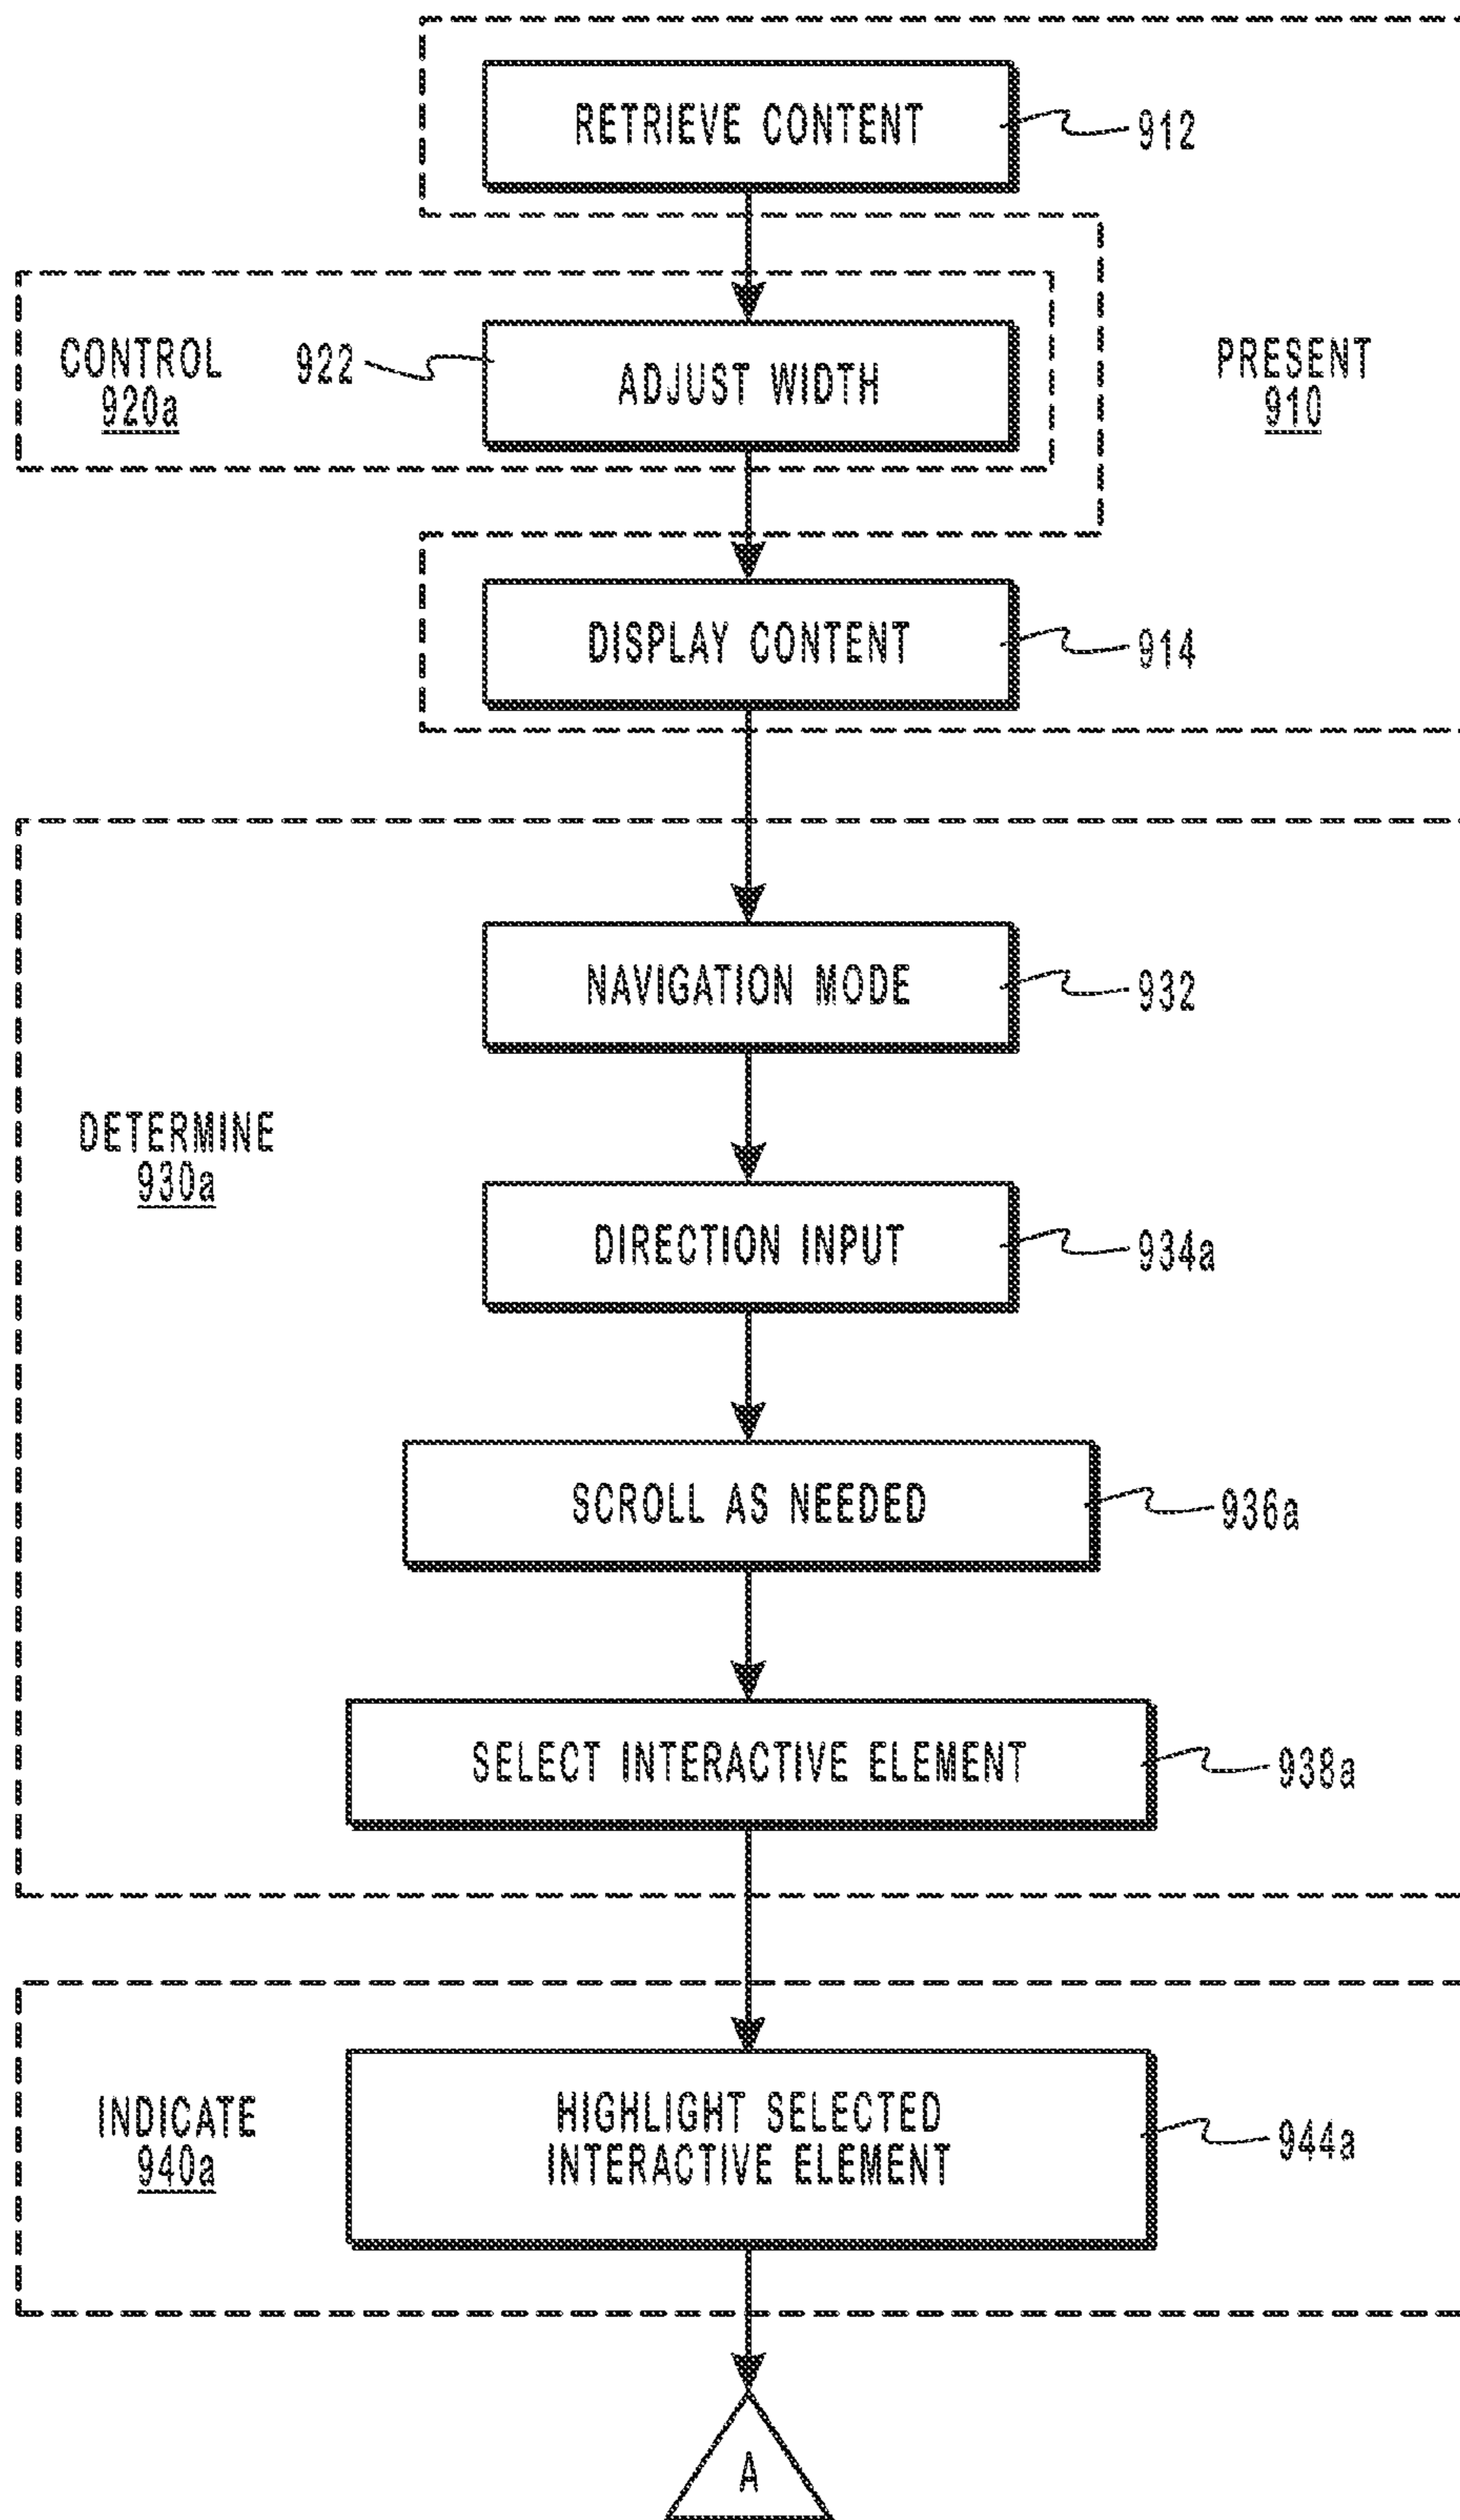 RETRIEVE CONTENT
912
CONTROL
920a
922
ADJUST WIDTH
PRESENT
910
DISPLAY CONTENT
914
NAVIGATION MODE
932
DETERMINE
930a
DIRECTION INPUT
934a
SCROLL AS NEEDED
936a
SELECT INTERACTIVE ELEMENT
938a
INDICATE
940a
HIGHLIGHT SELECTED
INTERACTIVE ELEMENT
944a
A